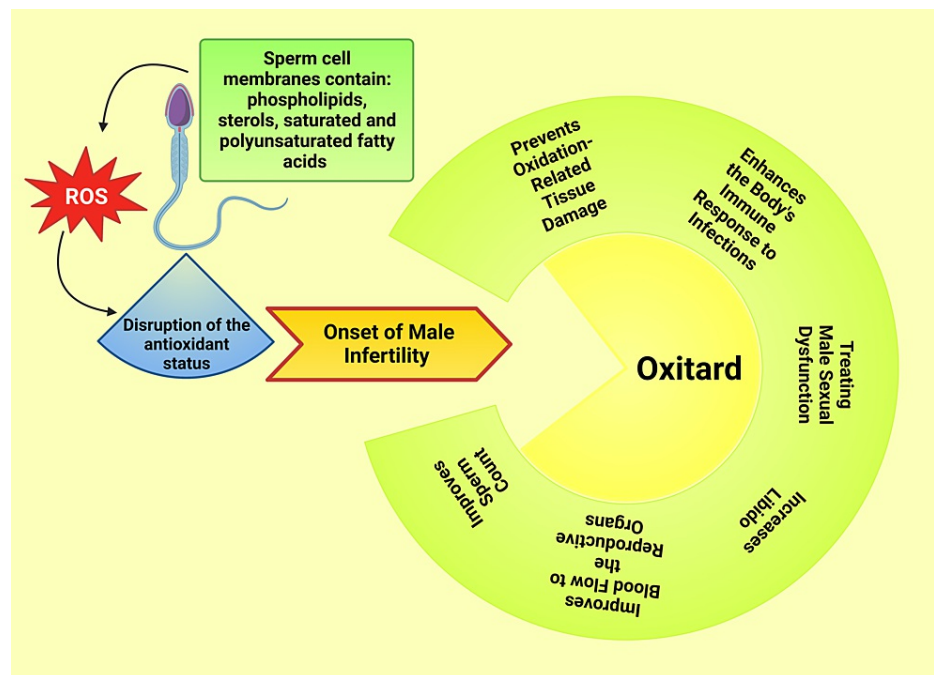 Sperm cell
membranes contain:
phospholipids,
sterols, saturated and
polyunsaturated fatty
acids
ROS
Disruption of the
antioxidant
status
Onset of Male
Infertility
Oxitard
Prevents
Oxidation-
Related
Tissue
Damage
Enhances
the Body's
Immune
Response to
Infections
Treating
Male Sexual
Dysfunction
Increases
Libido
Improves
Blood Flow to
the
Reproductive
Organs
Improves
Sperm
Count